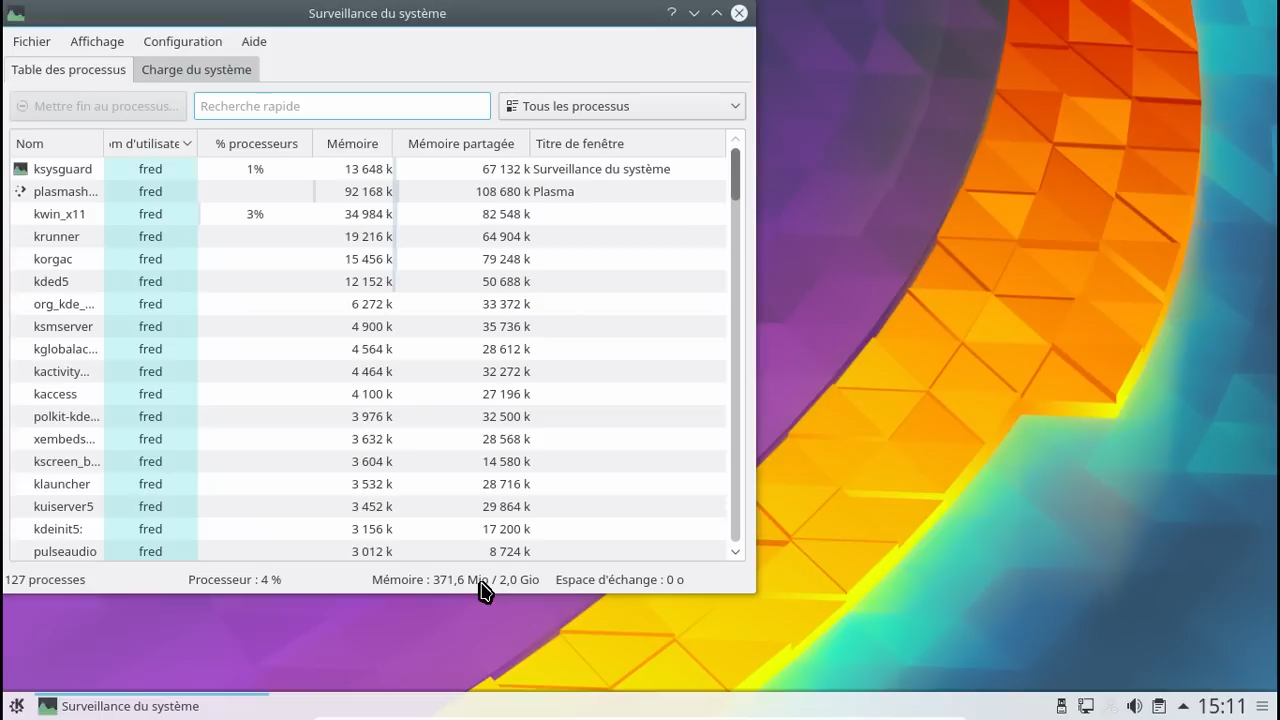 Surveillance du système
Fichier Affichage Configuration Aide
Table des processus Charge du système
Mettre fin au processus... Recherche rapide Tous les processus
Nom % processeurs Mémoire Mémoire partagée Titre de fenêtre
ksysguard fred 1% 13 648 k 67 132 k Surveillance du système
plasmash... fred 92 168 k 108 680 k Plasma
kwin_x11 fred 3% 34 984 k 82 548 k
krunner fred 19 216 k 64 904 k
korgac fred 15 456 k 79 248 k
kded5 fred 12 152 k 50 688 k
org_kde_... fred 6 272 k 33 372 k
ksmserver fred 4 900 k 35 736 k
kglobalac... fred 4 564 k 28 612 k
kactivity... fred 4 464 k 32 272 k
kaccess fred 4 100 k 27 196 k
polkit-kde... fred 3 976 k 32 500 k
xembeds... fred 3 632 k 28 568 k
kscreen_b... fred 3 604 k 14 580 k
klauncher fred 3 532 k 28 716 k
kuiserver5 fred 3 452 k 29 864 k
kdeinit5: fred 3 156 k 17 200 k
pulseaudio fred 3 012 k 8 724 k
127 processes Processeur : 4 % Mémoire : 371,6 Mio / 2,0 Gio Espace d'échange : 0 o
Surveillance du système 15:11